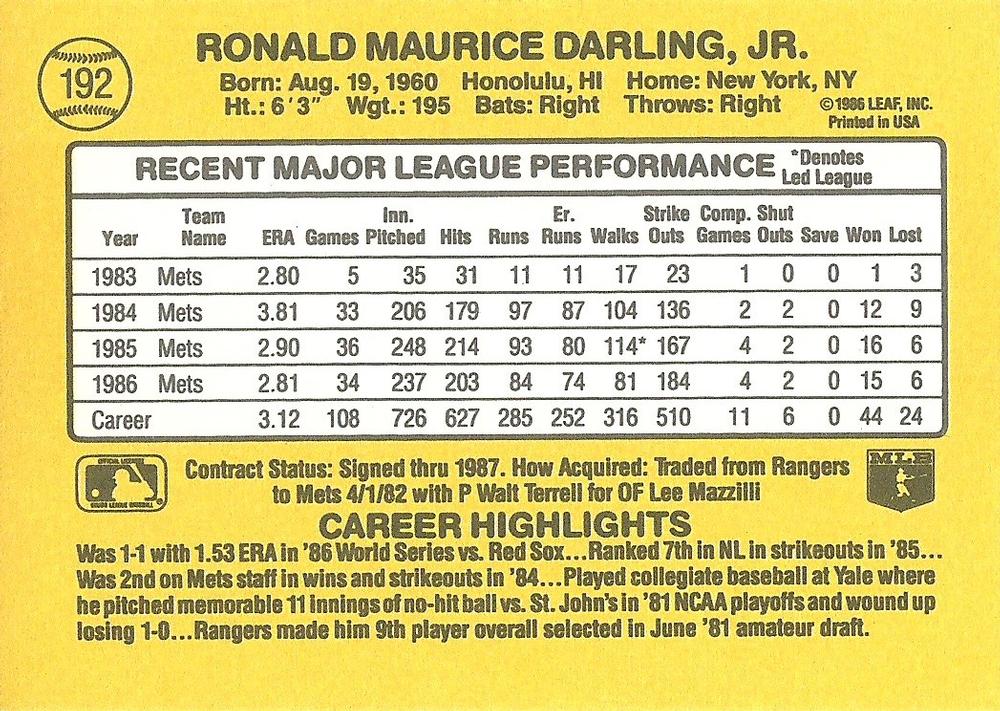 192
RONALD MAURICE DARLING, JR.
Born: Aug. 19, 1960 Honolulu, HI Home: New York, NY
Ht.: 6'3" Wgt.: 195 Bats: Right Throws: Right
©1986 LEAF, INC.
Printed in USA
RECENT MAJOR LEAGUE PERFORMANCE
*Denotes
Led League
Year Team Name ERA Games Inn. Pitched Hits Runs Er. Runs Walks Strike Outs Comp. Games Shut Outs Save Won Lost
1983 Mets 2.80 5 35 31 11 11 17 23 1 0 0 1 3
1984 Mets 3.81 33 206 179 97 87 104 136 2 2 0 12 9
1985 Mets 2.90 36 248 214 93 80 114* 167 4 2 0 16 6
1986 Mets 2.81 34 237 203 84 74 81 184 4 2 0 15 6
Career 3.12 108 726 627 285 252 316 510 11 6 0 44 24
Contract Status: Signed thru 1987. How Acquired: Traded from Rangers
to Mets 4/1/82 with P Walt Terrell for OF Lee Mazzilli
MLB
CAREER HIGHLIGHTS
Was 1-1 with 1.53 ERA in '86 World Series vs. Red Sox...Ranked 7th in NL in strikeouts in '85...
Was 2nd on Mets staff in wins and strikeouts in '84...Played collegiate baseball at Yale where
he pitched memorable 11 innings of no-hit ball vs. St. John's in '81 NCAA playoffs and wound up
losing 1-0...Rangers made him 9th player overall selected in June '81 amateur draft.